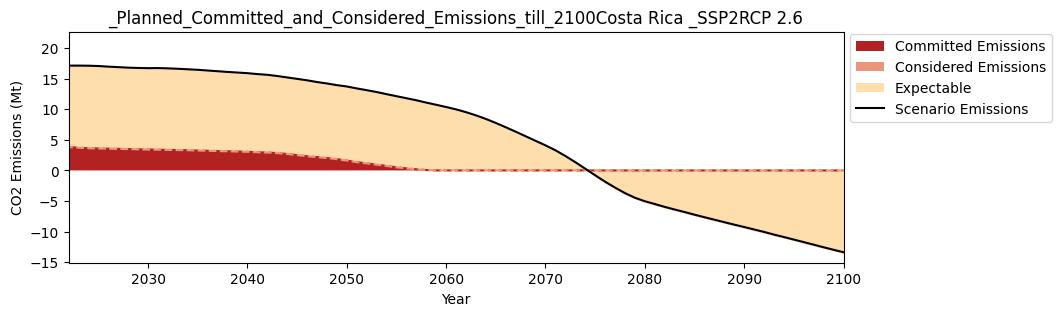 _Planned_Committed_and_Considered_Emissions_till_2100Costa Rica _SSP2RCP 2.6
CO2 Emissions (Mt)
20
15
10
5
0
−5
−10
−15
2030
2040
2050
2060
2070
2080
2090
2100
Year
Committed Emissions
Considered Emissions
Expectable
Scenario Emissions